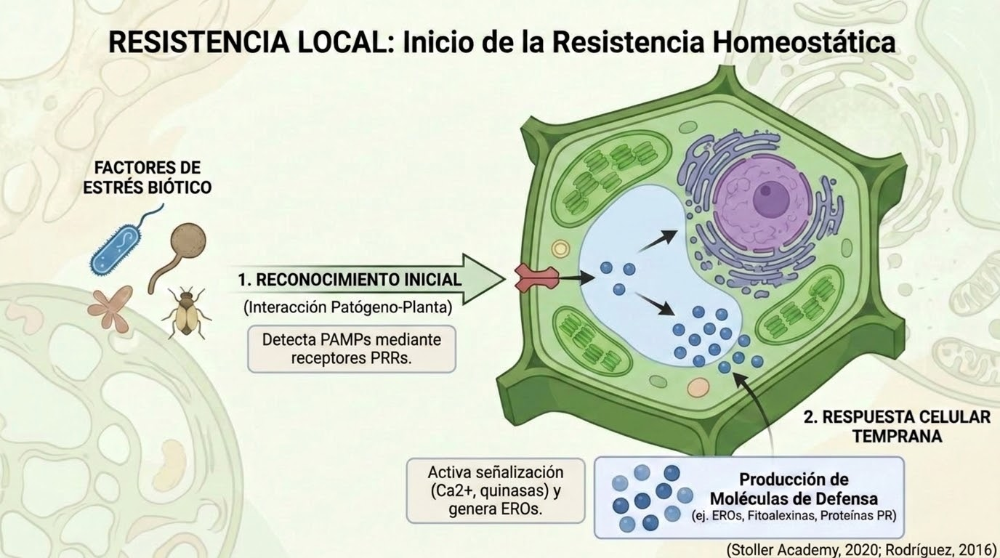 RESISTENCIA LOCAL: Inicio de la Resistencia Homeostática
FACTORES DE
ESTRÉS BIÓTICO
1. RECONOCIMIENTO INICIAL
(Interacción Patógeno-Planta)
Detecta PAMPs mediante
receptores PRRs.
2. RESPUESTA CELULAR
TEMPRANA
Activa señalización
(Ca2+, quinasas) y
genera EROs.
Producción de
Moléculas de Defensa
(ej. EROs, Fitoalexinas, Proteínas PR)
(Stoller Academy, 2020; Rodríguez, 2016)